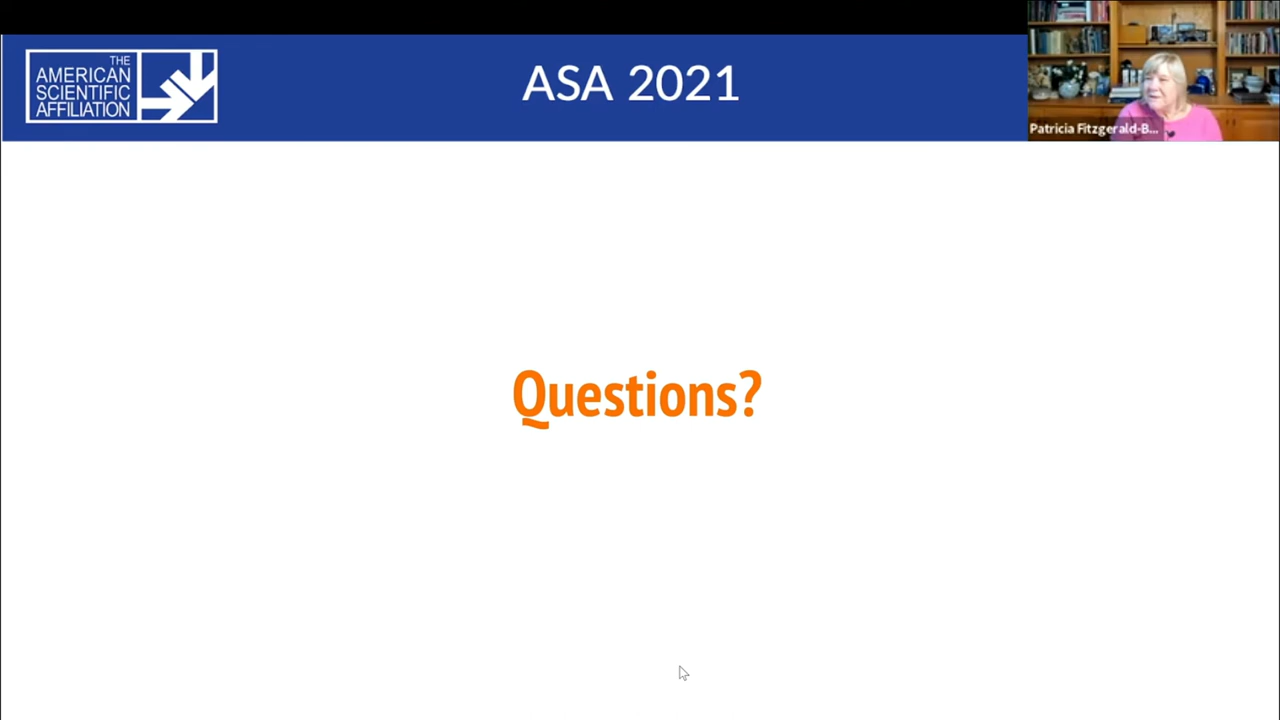 THE
AMERICAN
SCIENTIFIC
AFFILIATION
ASA 2021
Patricia Fitzgerald-B...
Questions?